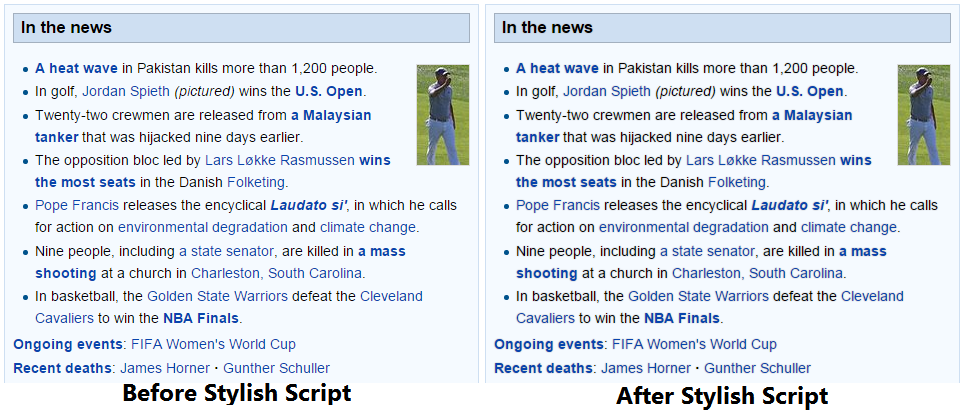 In the news
A heat wave in Pakistan kills more than 1,200 people.
In golf, Jordan Spieth (pictured) wins the U.S. Open.
Twenty-two crewmen are released from a Malaysian
tanker that was hijacked nine days earlier.
The opposition bloc led by Lars Løkke Rasmussen wins
the most seats in the Danish Folketing.
Pope Francis releases the encyclical Laudato si', in which he calls
for action on environmental degradation and climate change.
Nine people, including a state senator, are killed in a mass
shooting at a church in Charleston, South Carolina.
In basketball, the Golden State Warriors defeat the Cleveland
Cavaliers to win the NBA Finals.
Ongoing events: FIFA Women's World Cup
Recent deaths: James Horner · Gunther Schuller
Before Stylish Script
In the news
A heat wave in Pakistan kills more than 1,200 people.
In golf, Jordan Spieth (pictured) wins the U.S. Open.
Twenty-two crewmen are released from a Malaysian
tanker that was hijacked nine days earlier.
The opposition bloc led by Lars Løkke Rasmussen wins
the most seats in the Danish Folketing.
Pope Francis releases the encyclical Laudato si', in which he calls
for action on environmental degradation and climate change.
Nine people, including a state senator, are killed in a mass
shooting at a church in Charleston, South Carolina.
In basketball, the Golden State Warriors defeat the Cleveland
Cavaliers to win the NBA Finals.
Ongoing events: FIFA Women's World Cup
Recent deaths: James Horner · Gunther Schuller
After Stylish Script